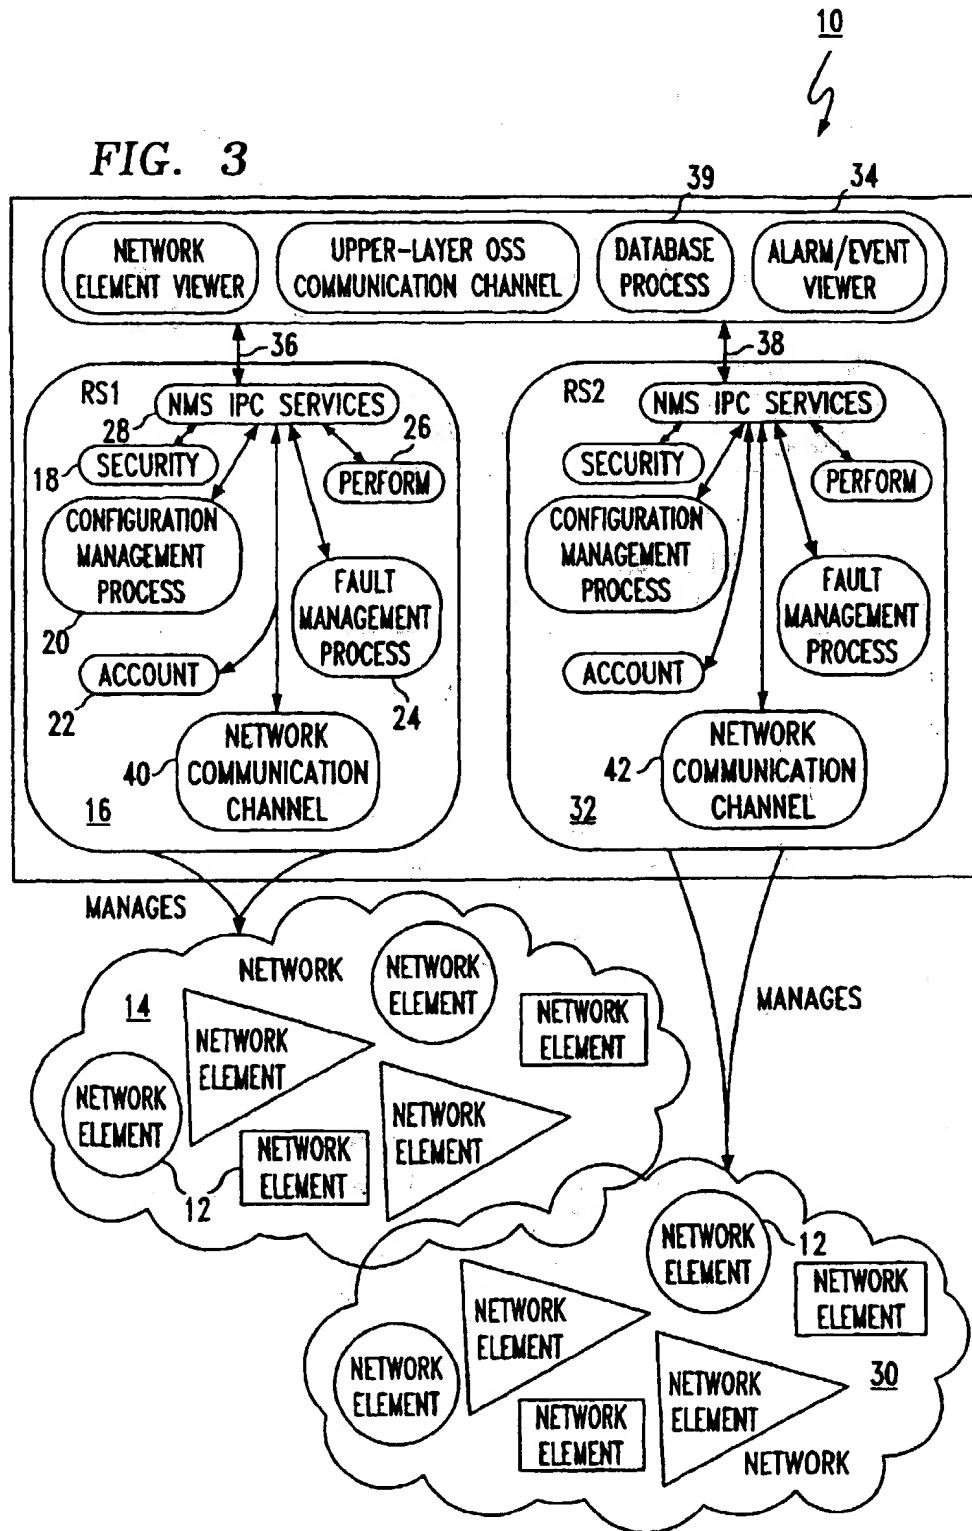 10
FIG. 3
39
34
NETWORK
ELEMENT VIEWER
UPPER-LAYER OSS
COMMUNICATION CHANNEL
DATABASE
PROCESS
ALARM/EVENT
VIEWER
36
38
RS1
NMS IPC SERVICES
28
26
18
SECURITY
PERFORM
CONFIGURATION
MANAGEMENT
PROCESS
20
FAULT
MANAGEMENT
PROCESS
ACCOUNT
22
24
NETWORK
COMMUNICATION
CHANNEL
40
16
RS2
NMS IPC SERVICES
SECURITY
PERFORM
CONFIGURATION
MANAGEMENT
PROCESS
FAULT
MANAGEMENT
PROCESS
ACCOUNT
42
NETWORK
COMMUNICATION
CHANNEL
32
MANAGES
MANAGES
NETWORK
14
NETWORK
ELEMENT
NETWORK
ELEMENT
NETWORK
ELEMENT
NETWORK
ELEMENT
NETWORK
ELEMENT
NETWORK
ELEMENT
12
NETWORK
ELEMENT
12
NETWORK
ELEMENT
NETWORK
ELEMENT
NETWORK
ELEMENT
NETWORK
ELEMENT
30
NETWORK
ELEMENT
NETWORK